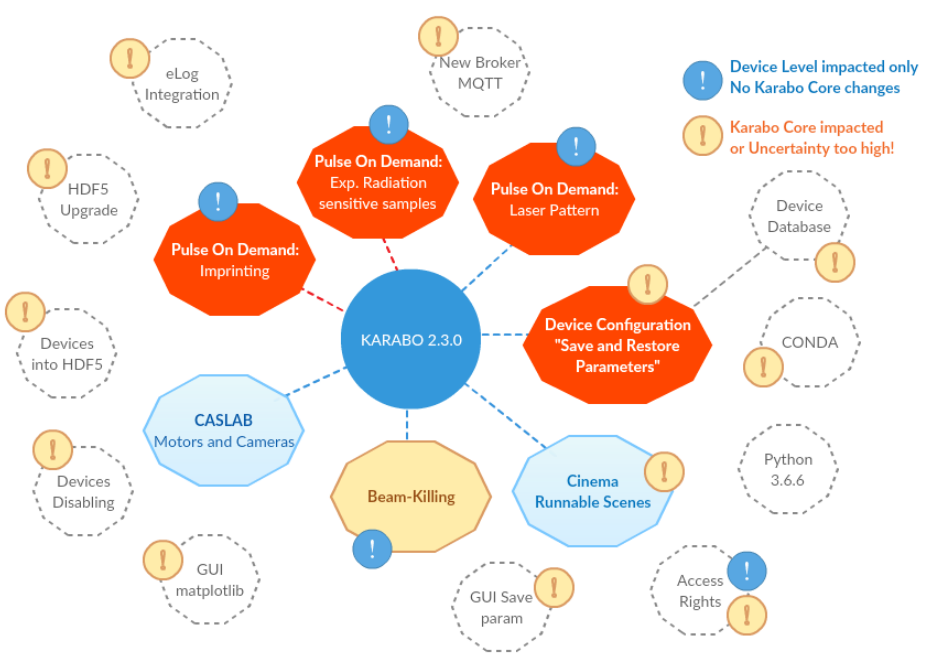 eLog
Integration
New Broker
MQTT
Device Level impacted only
No Karabo Core changes
Karabo Core impacted
or Uncertainty too high!
HDF5
Upgrade
Pulse On Demand:
Exp. Radiation
sensitive samples
Pulse On Demand:
Laser Pattern
Device
Database
Pulse On Demand:
Imprinting
KARABO 2.3.0
Device Configuration
"Save and Restore
Parameters"
Devices
into HDF5
CONDA
CASLAB
Motors and Cameras
Python
3.6.6
Devices
Disabling
Beam-Killing
Cinema
Runnable Scenes
GUI
matplotlib
GUI Save
param
Access
Rights